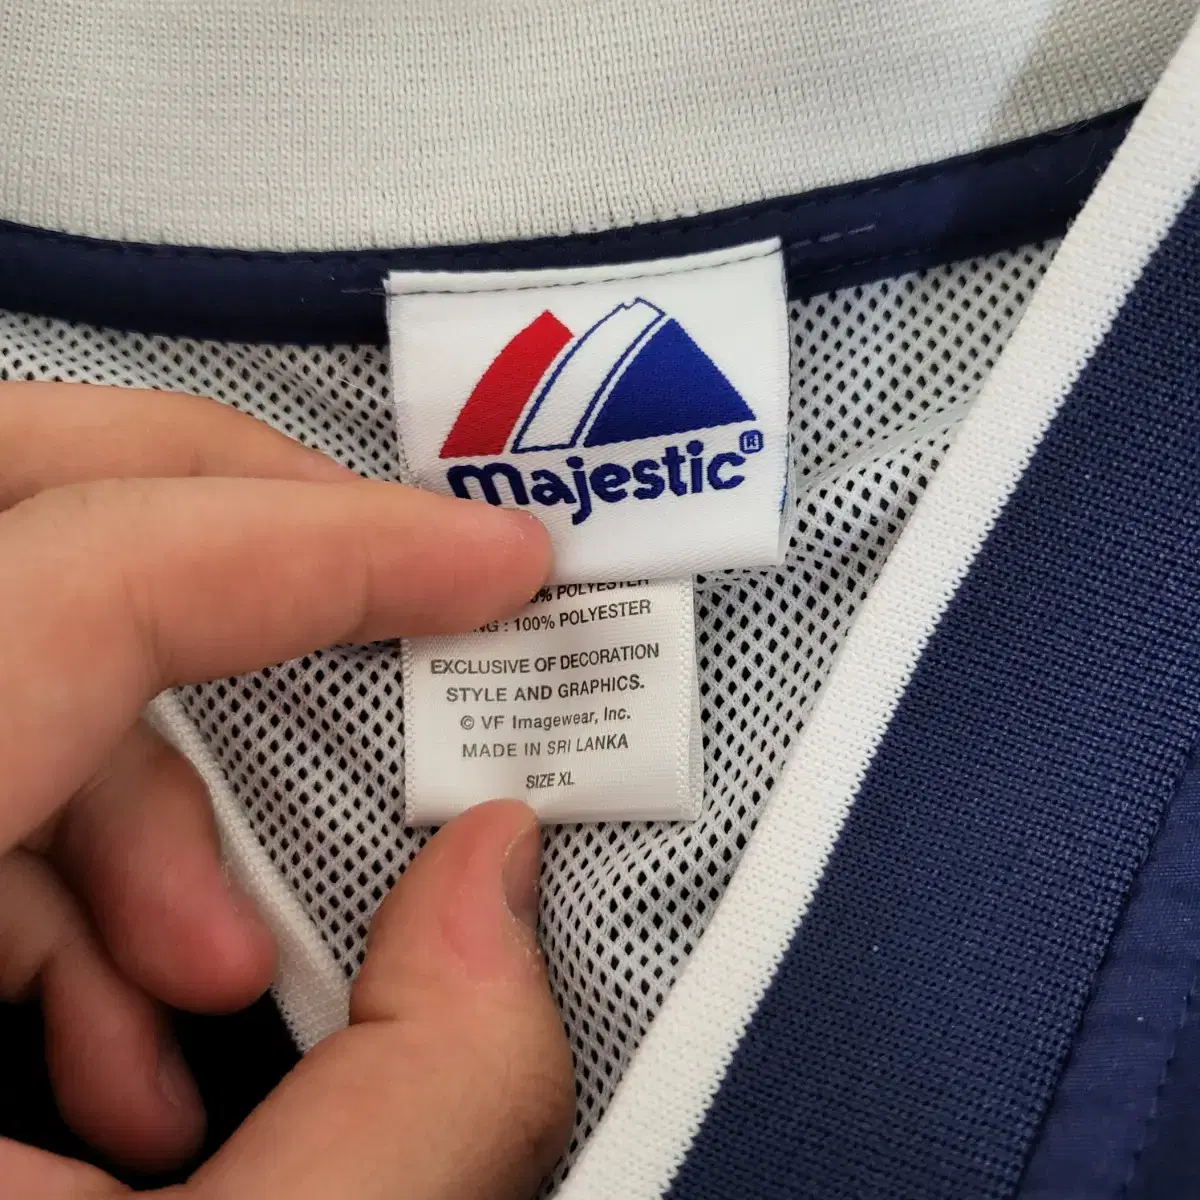 majestic®
% POLYESTER
: 100% POLYESTER
EXCLUSIVE OF DECORATION
STYLE AND GRAPHICS.
© VF Imagewear, Inc.
MADE IN SRI LANKA
SIZE XL